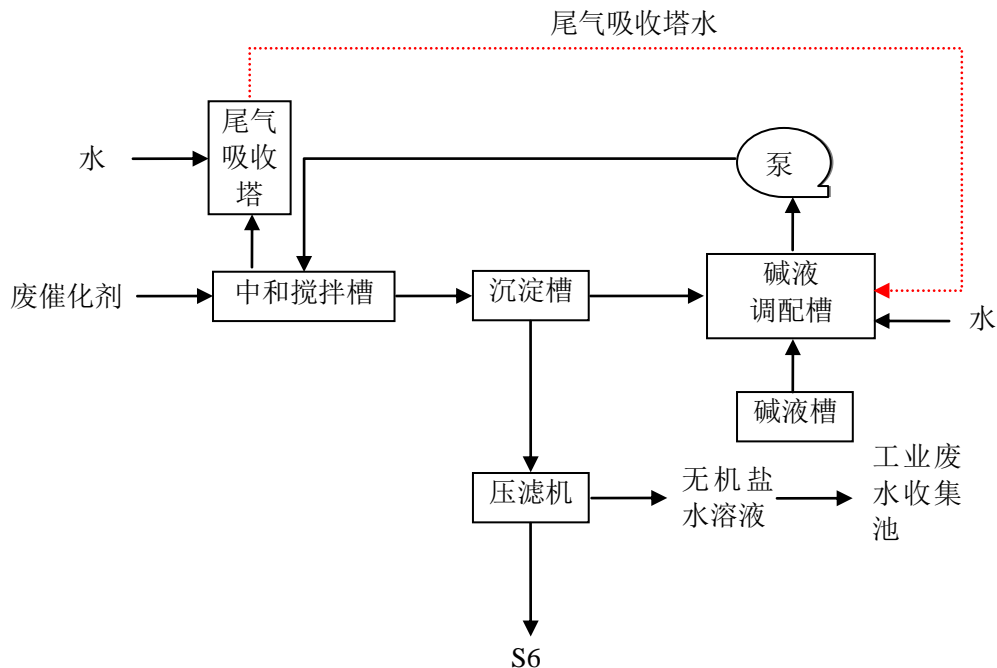 尾气吸收塔水
尾气
吸收
塔
水
泵
废催化剂
中和搅拌槽
沉淀槽
碱液
调配槽
水
碱液槽
压滤机
无机盐
水溶液
工业废
水收集
池
S6